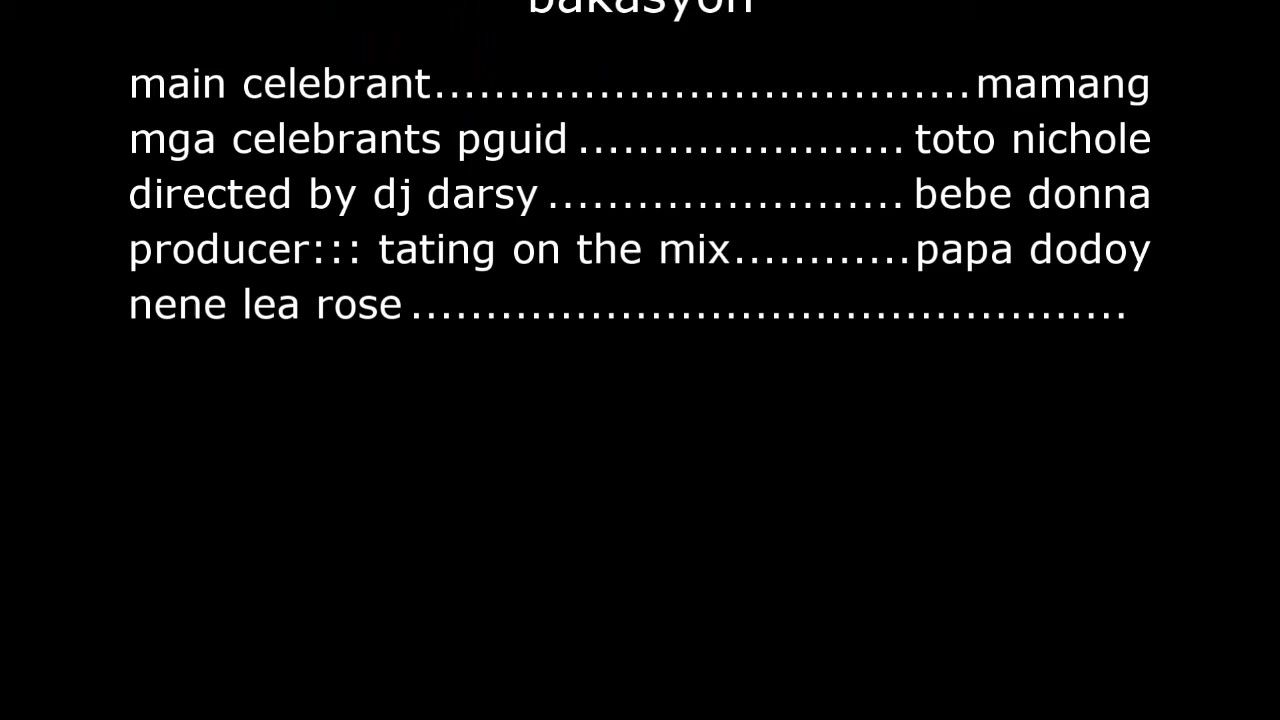 bakasyon
main celebrant....................................mamang
mga celebrants pguid ...................... toto nichole
directed by dj darsy ........................ bebe donna
producer::: tating on the mix............papa dodoy
nene lea rose ................................................